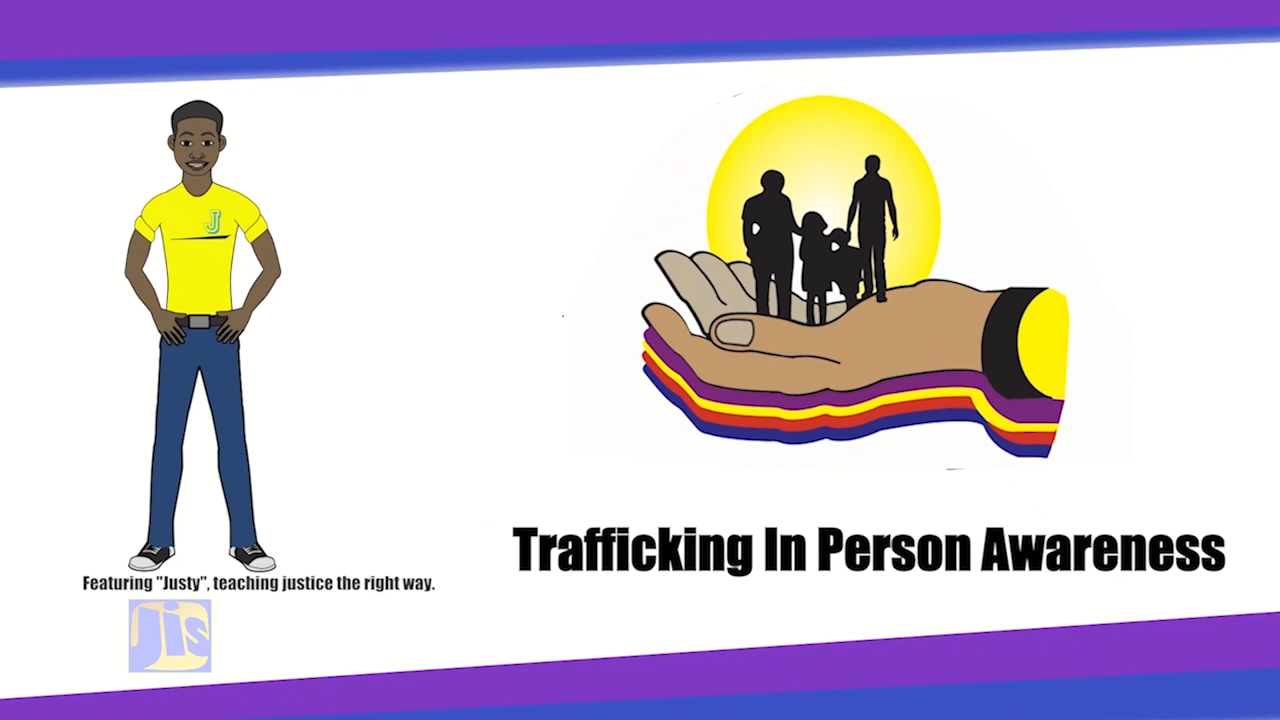 J
Trafficking In Person Awareness
Featuring "Justy", teaching justice the right way.
jis